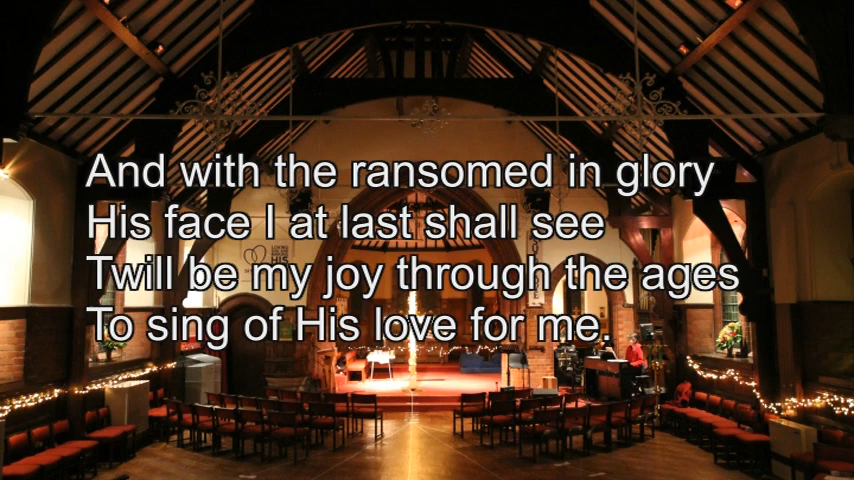 And with the ransomed in glory
His face I at last shall see
Twill be my joy through the ages
To sing of His love for me.